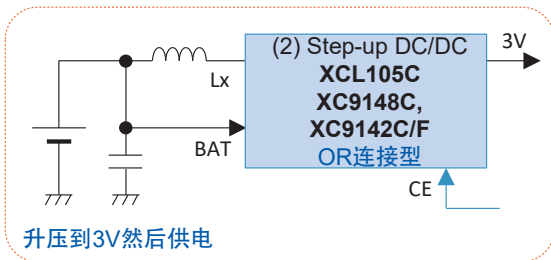 (2) Step-up DC/DC
3V
XCL105C
Lx
XC9148C,
XC9142C/F
BAT
OR连接型
CE
升压到3V然后供电